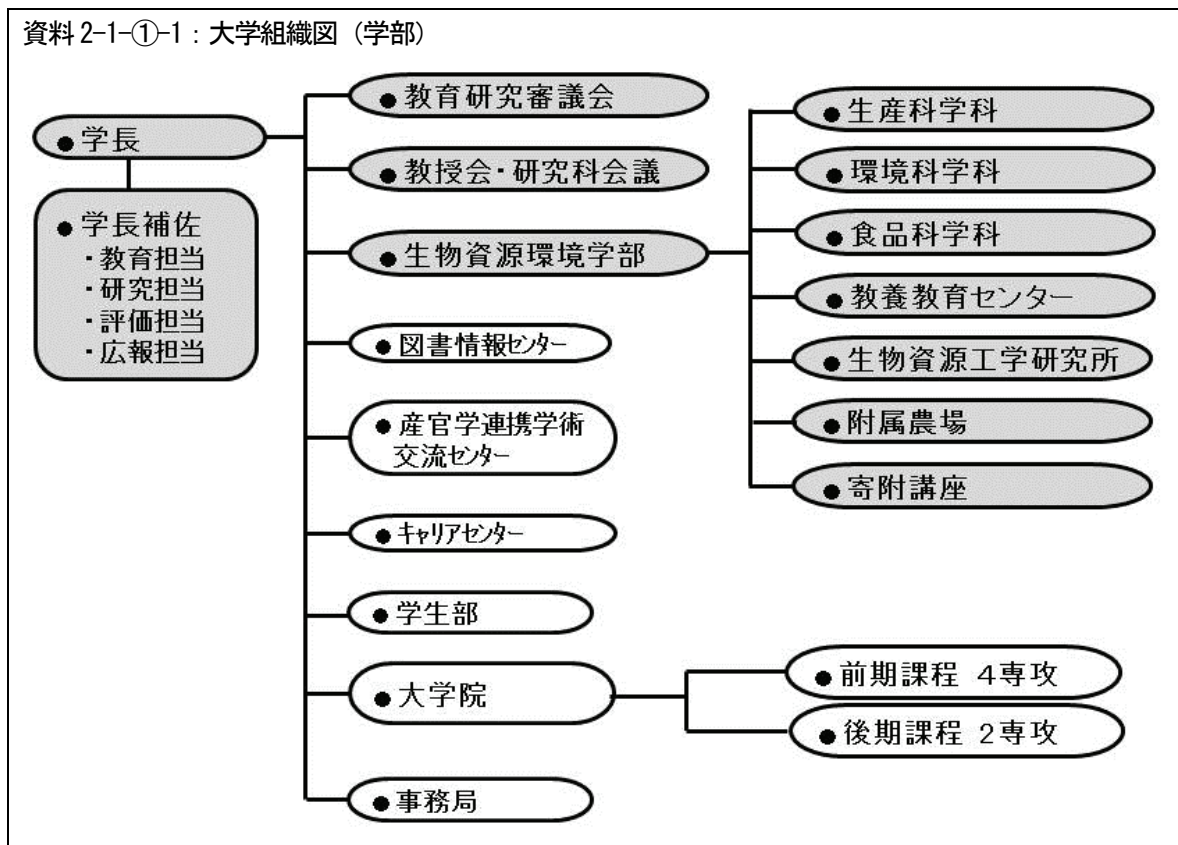 資料 2-1-①-1：大学組織図（学部）
●学長
●学長補佐
・教育担当
・研究担当
・評価担当
・広報担当
●教育研究審議会
●教授会・研究科会議
●生物資源環境学部
●図書情報センター
●産官学連携学術
交流センター
●キャリアセンター
●学生部
●大学院
●事務局
●生産科学科
●環境科学科
●食品科学科
●教養教育センター
●生物資源工学研究所
●附属農場
●寄附講座
●前期課程 4専攻
●後期課程 2専攻